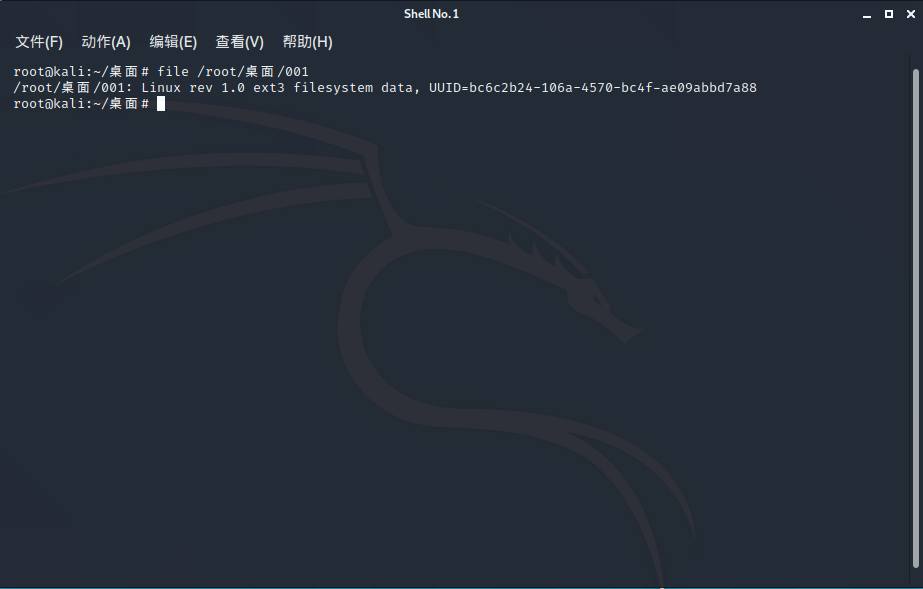 Shell No. 1
文件(F) 动作(A) 编辑(E) 查看(V) 帮助(H)
root@kali:~/桌面# file /root/桌面/001
/root/桌面/001: Linux rev 1.0 ext3 filesystem data, UUID=bc6c2b24-106a-4570-bc4f-ae09abbd7a88
root@kali:~/桌面#